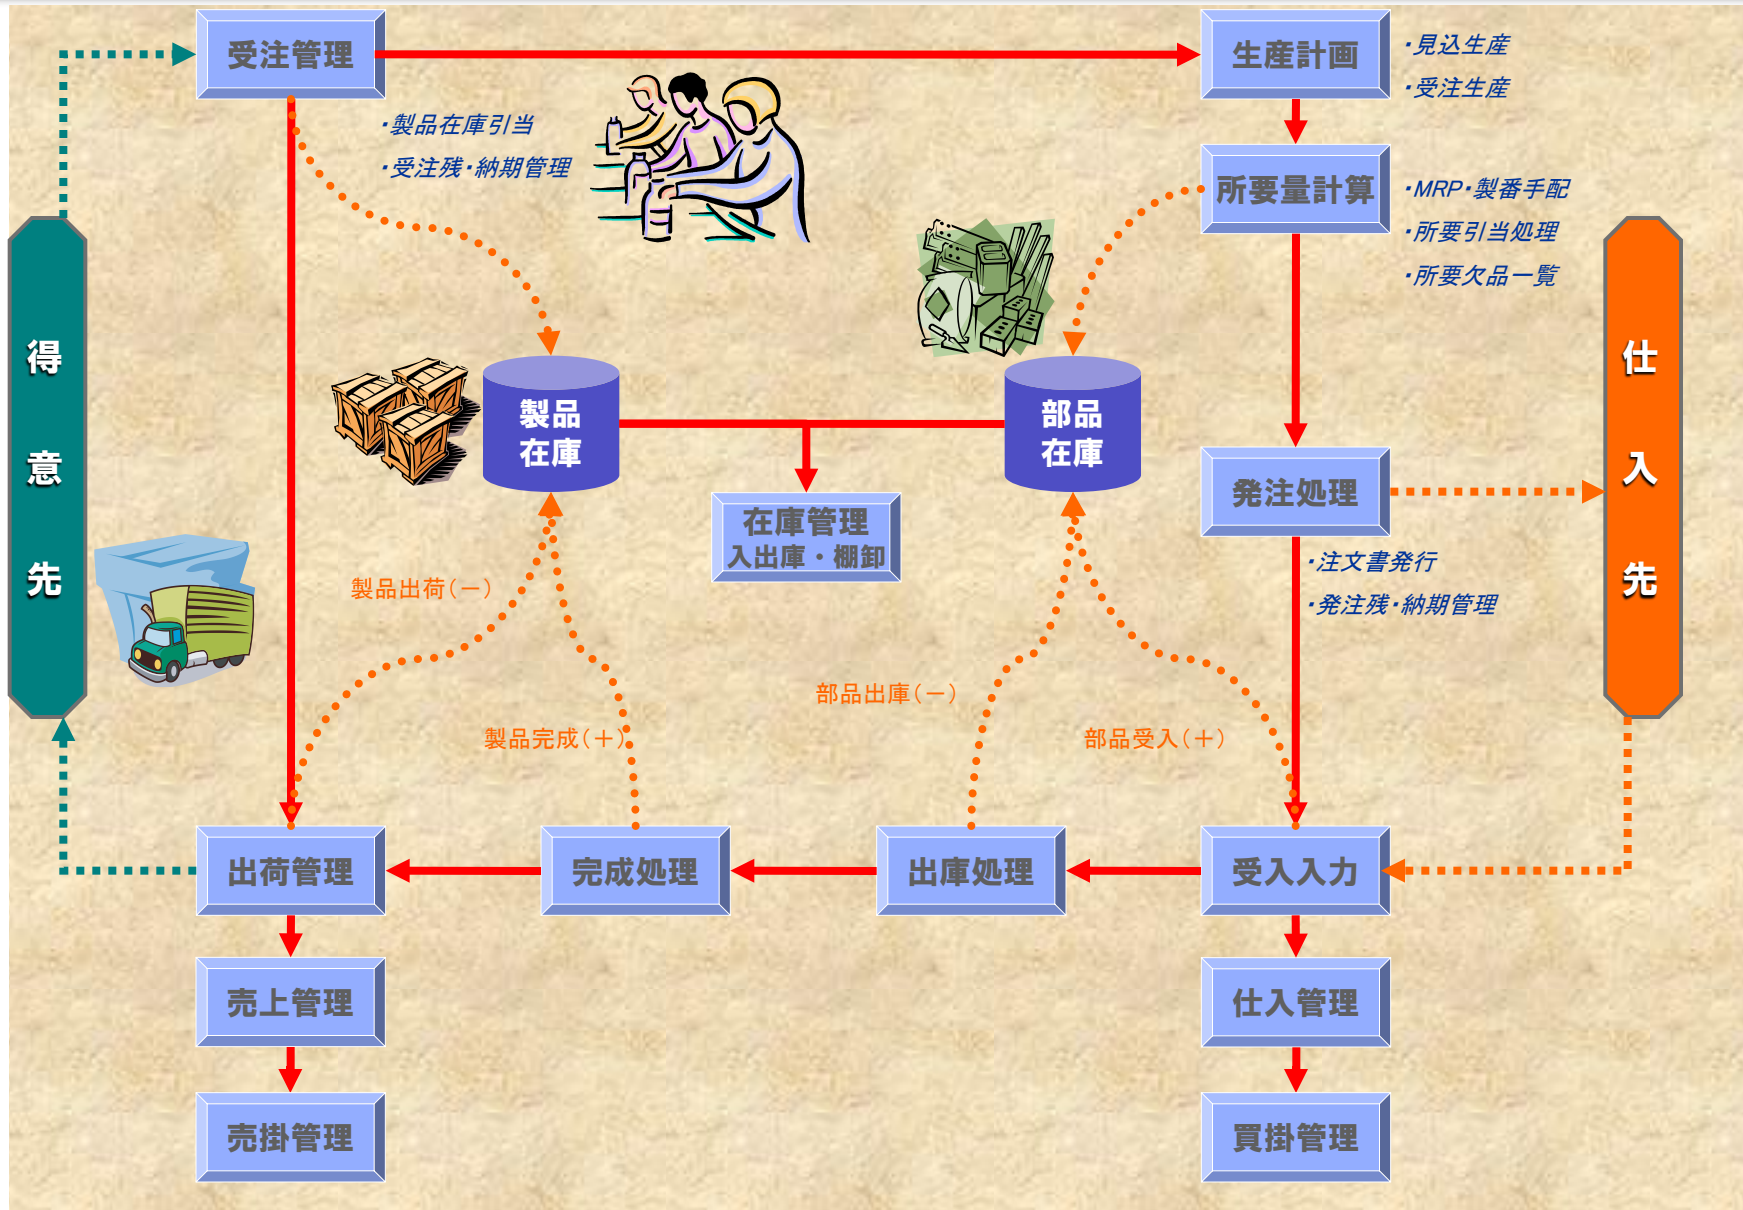 受注管理
生産計画
・見込生産
・受注生産
・製品在庫引当
・受注残・納期管理
所要量計算
・MRP・製番手配
・所要引当処理
・所要欠品一覧
得意先
仕入先
製品
在庫
部品
在庫
在庫管理
入出庫・棚卸
発注処理
・注文書発行
・発注残・納期管理
製品出荷(-)
部品出庫(-)
製品完成(+)
部品受入(+)
出荷管理
完成処理
出庫処理
受入入力
売上管理
仕入管理
売掛管理
買掛管理